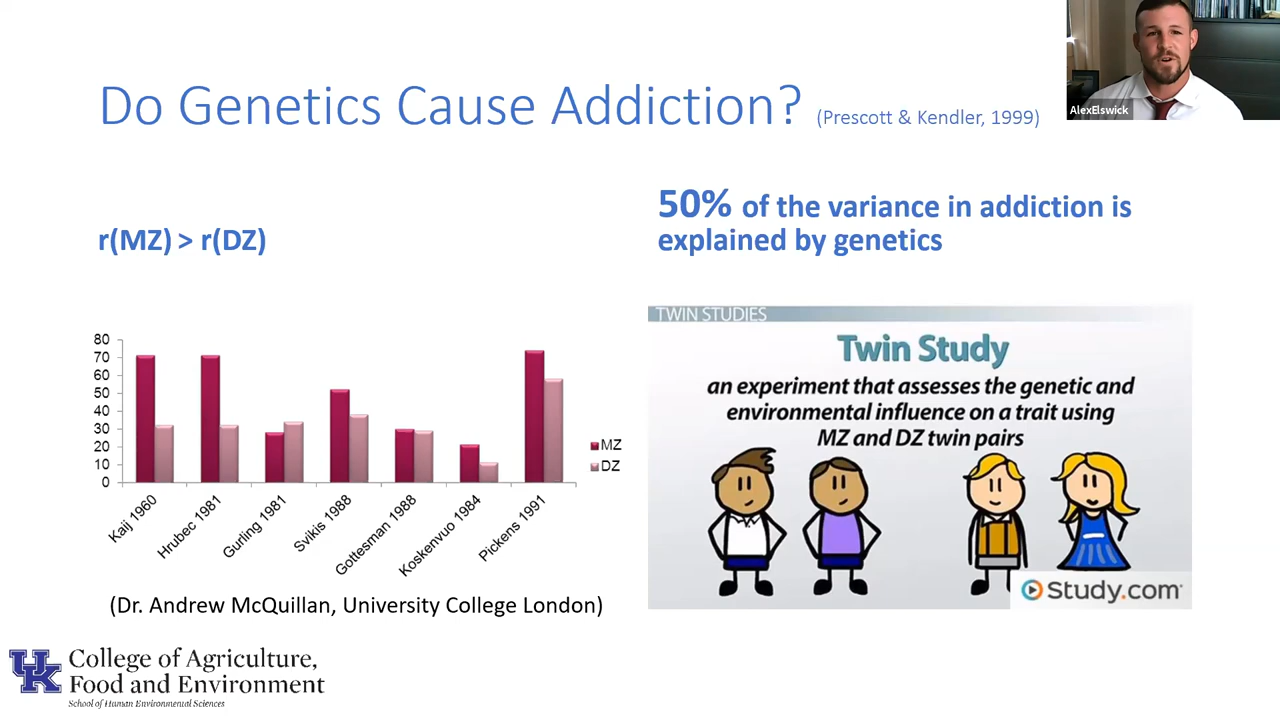 Do Genetics Cause Addiction? (Prescott & Kendler, 1999)
AlexElswick
r(MZ) > r(DZ)
50% of the variance in addiction is
explained by genetics
80
70
60
50
40
30
20
10
0
MZ
DZ
Kaij 1960
Hrubec 1981
Gurling 1981
Svikis 1988
Gottesman 1988
Koskenvuo 1984
Pickens 1991
(Dr. Andrew McQuillan, University College London)
TWIN STUDIES
Twin Study
an experiment that assesses the genetic and
environmental influence on a trait using
MZ and DZ twin pairs
Study.com
UK
College of Agriculture,
Food and Environment
School of Human Environmental Sciences